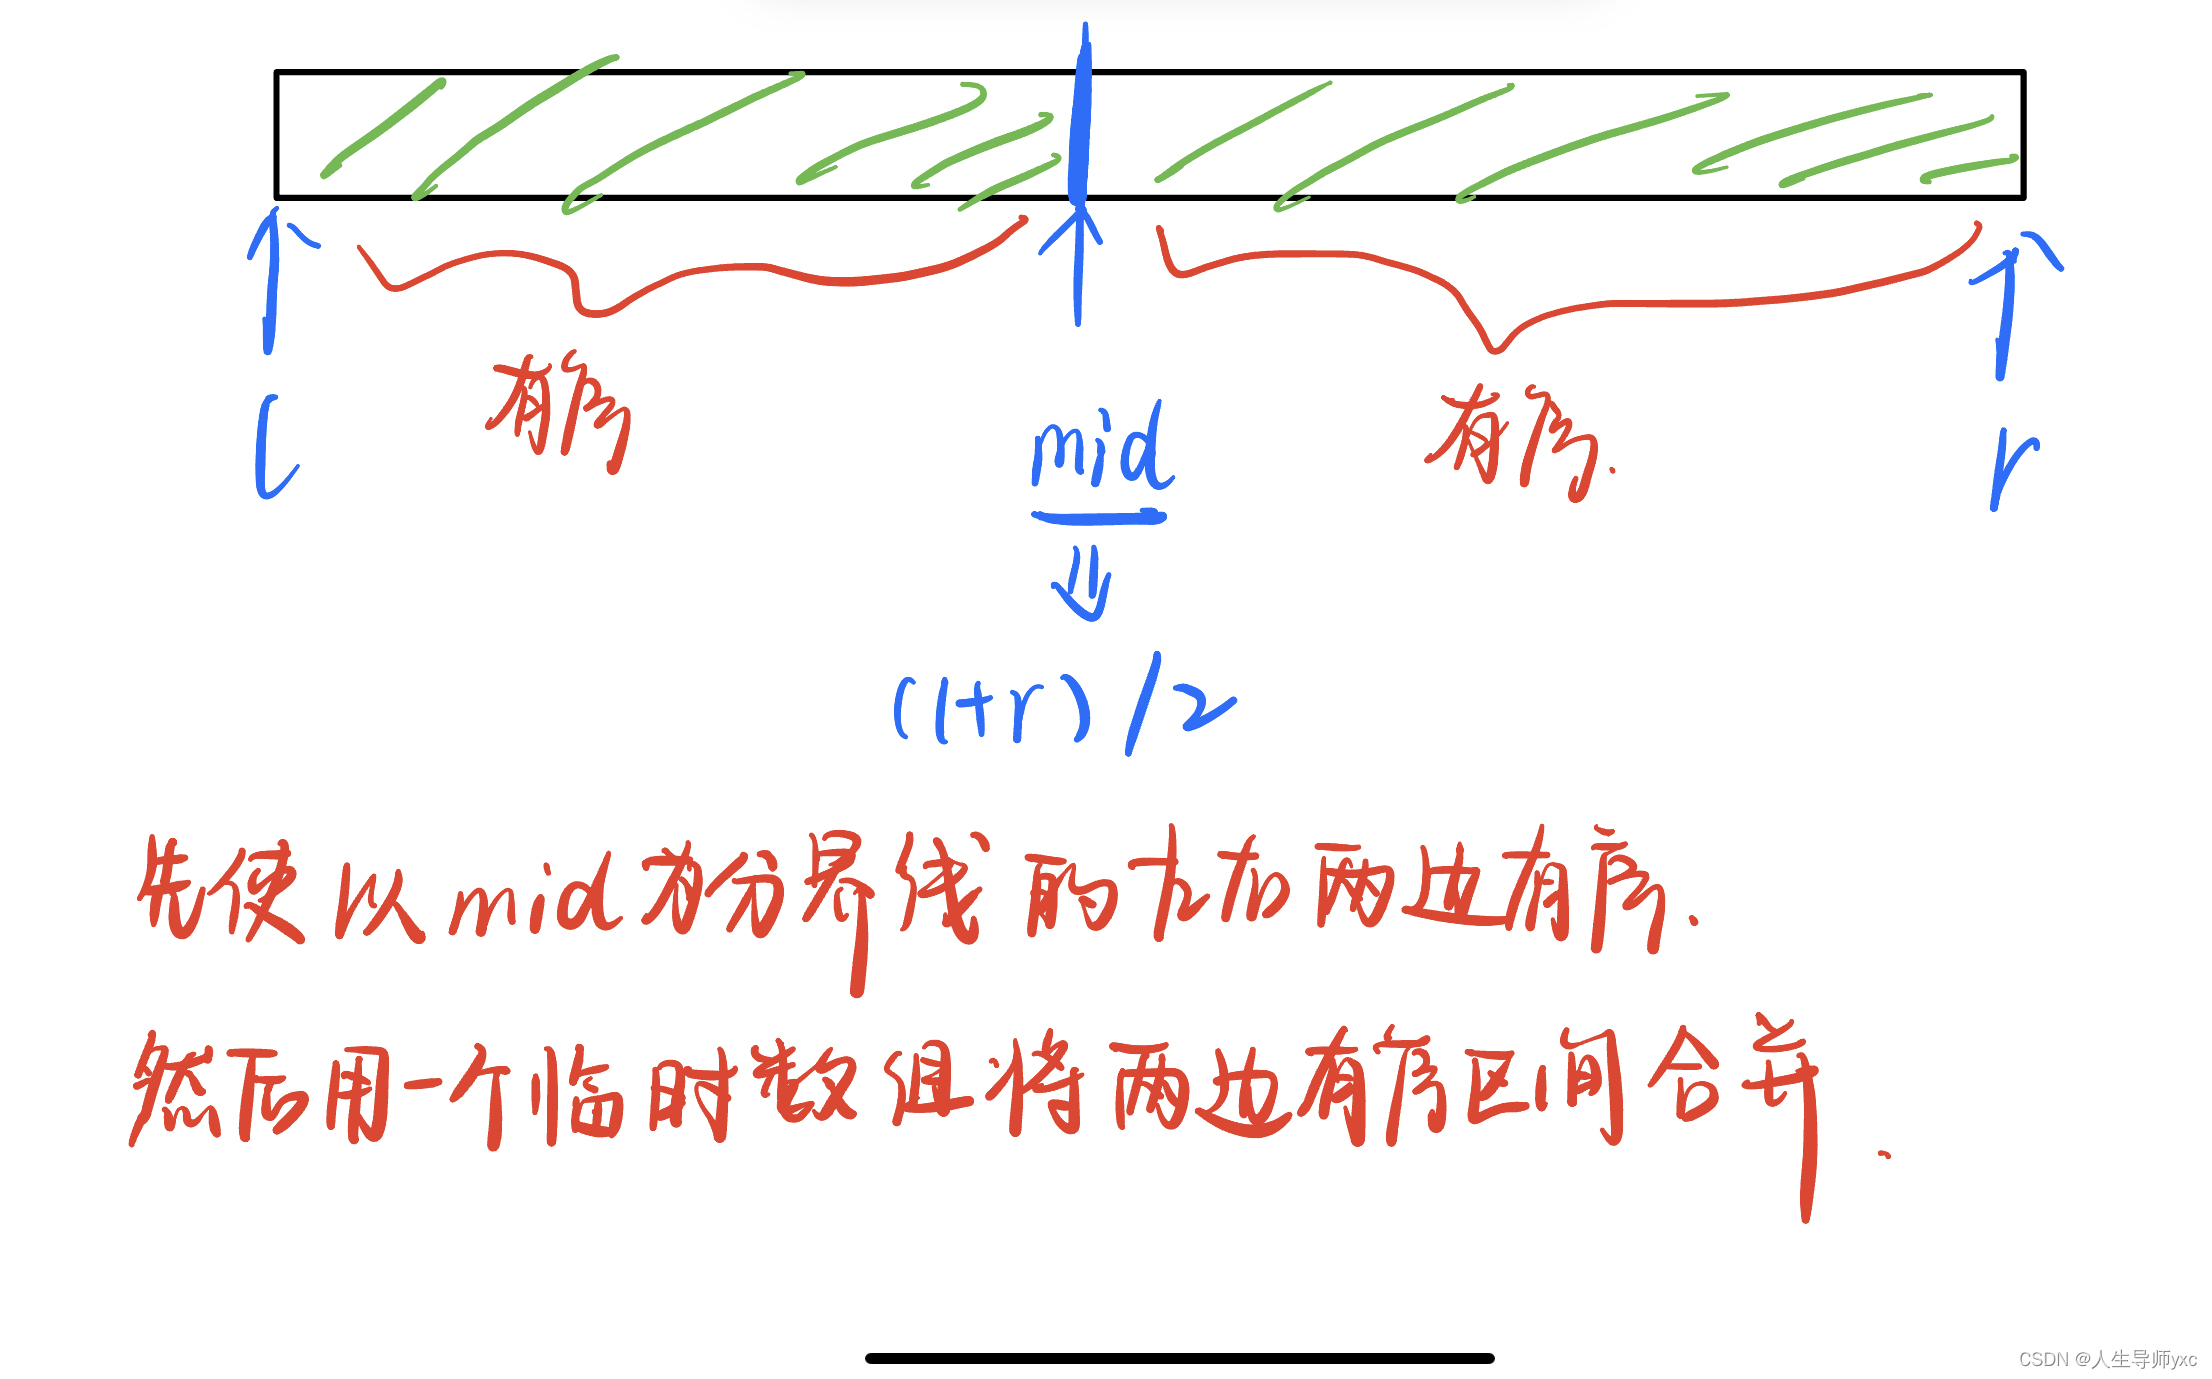 有序
有序.
l
mid
r
(l+r)/2
先使以mid为分界线的左右两边有序.
然后用一个临时数组将两边有序区间合并.
CSDN @人生导师yxc